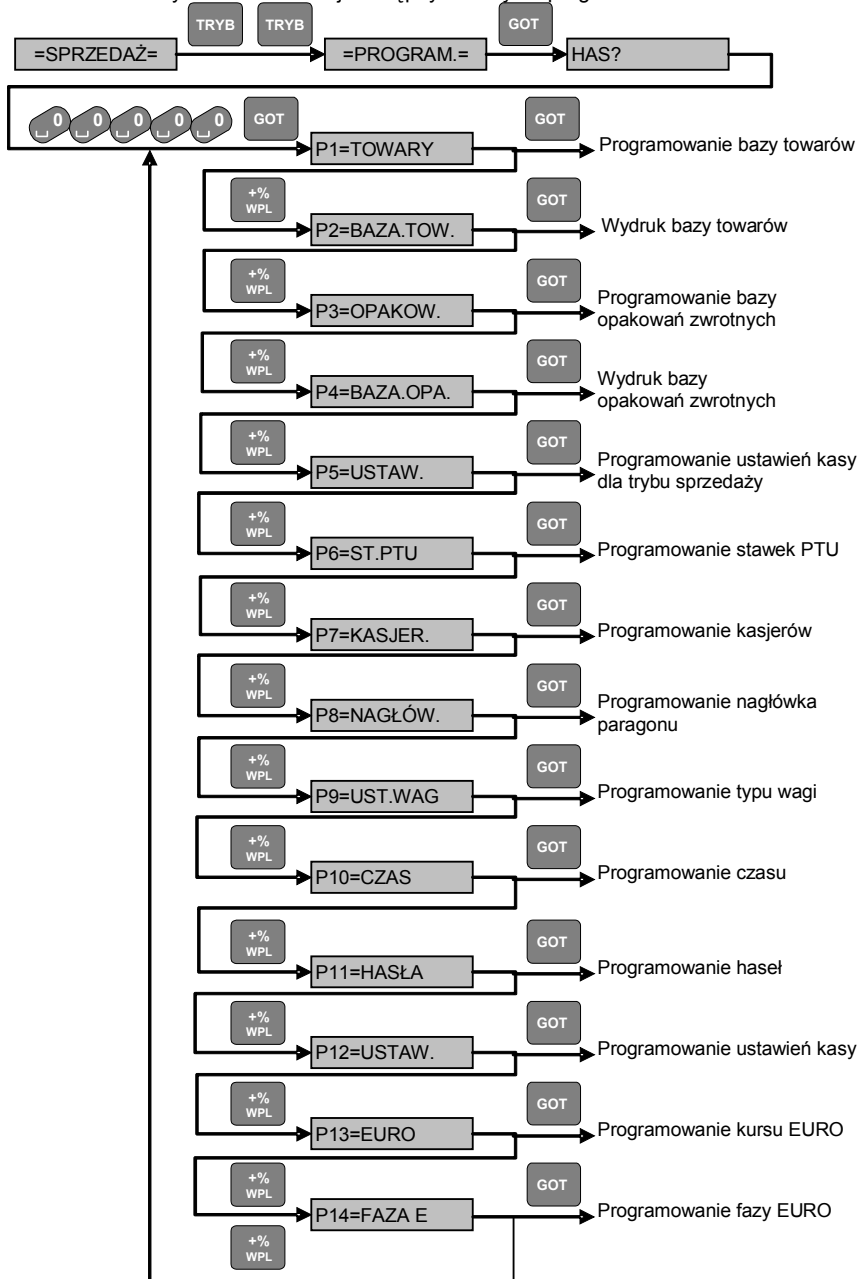 TRYB TRYB GOT
=SPRZEDAŻ= =PROGRAM.= HAS?
0 0 0 0 0 GOT GOT
P1=TOWARY Programowanie bazy towarów
+% WPL GOT
P2=BAZA.TOW. Wydruk bazy towarów
+% WPL GOT
P3=OPAKOW. Programowanie bazy
opakowań zwrotnych
+% WPL GOT
P4=BAZA.OPA. Wydruk bazy
opakowań zwrotnych
+% WPL GOT
P5=USTAW. Programowanie ustawień kasy
dla trybu sprzedaży
+% WPL GOT
P6=ST.PTU Programowanie stawek PTU
+% WPL GOT
P7=KASJER. Programowanie kasjerów
+% WPL GOT
P8=NAGŁÓW. Programowanie nagłówka
paragonu
+% WPL GOT
P9=UST.WAG Programowanie typu wagi
+% WPL GOT
P10=CZAS Programowanie czasu
+% WPL GOT
P11=HASŁA Programowanie haseł
+% WPL GOT
P12=USTAW. Programowanie ustawień kasy
+% WPL GOT
P13=EURO Programowanie kursu EURO
+% WPL GOT
P14=FAZA E Programowanie fazy EURO
+% WPL